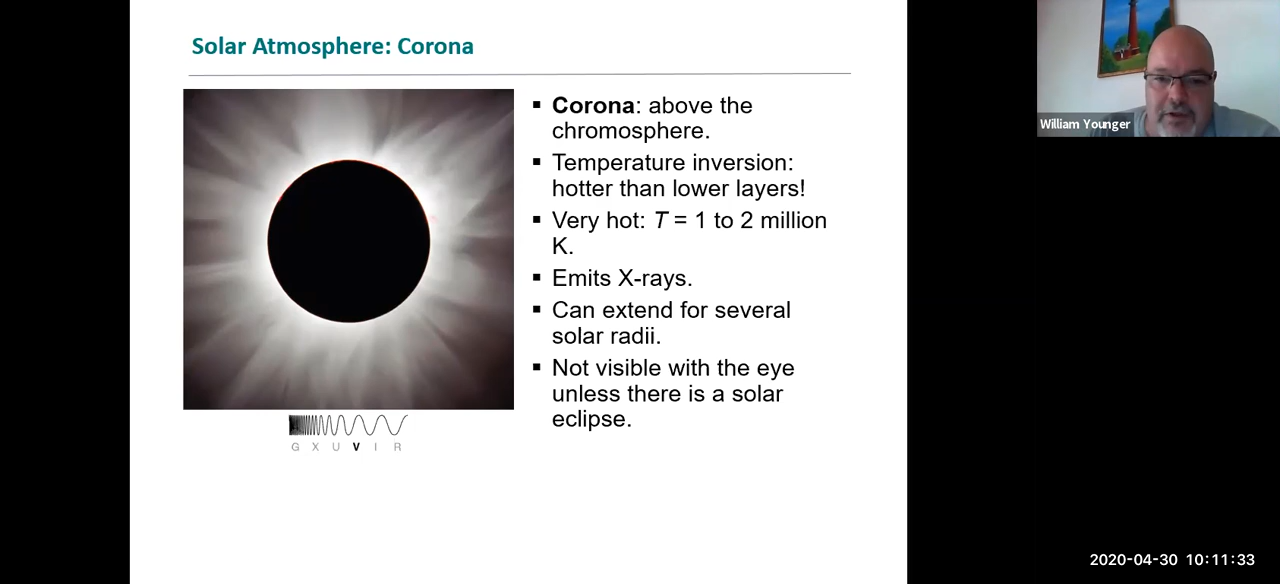 Solar Atmosphere: Corona
▪ Corona: above the
chromosphere.
▪ Temperature inversion:
hotter than lower layers!
▪ Very hot: T = 1 to 2 million
K.
▪ Emits X-rays.
▪ Can extend for several
solar radii.
▪ Not visible with the eye
unless there is a solar
eclipse.
G X U V I R
William Younger
2020-04-30 10:11:33